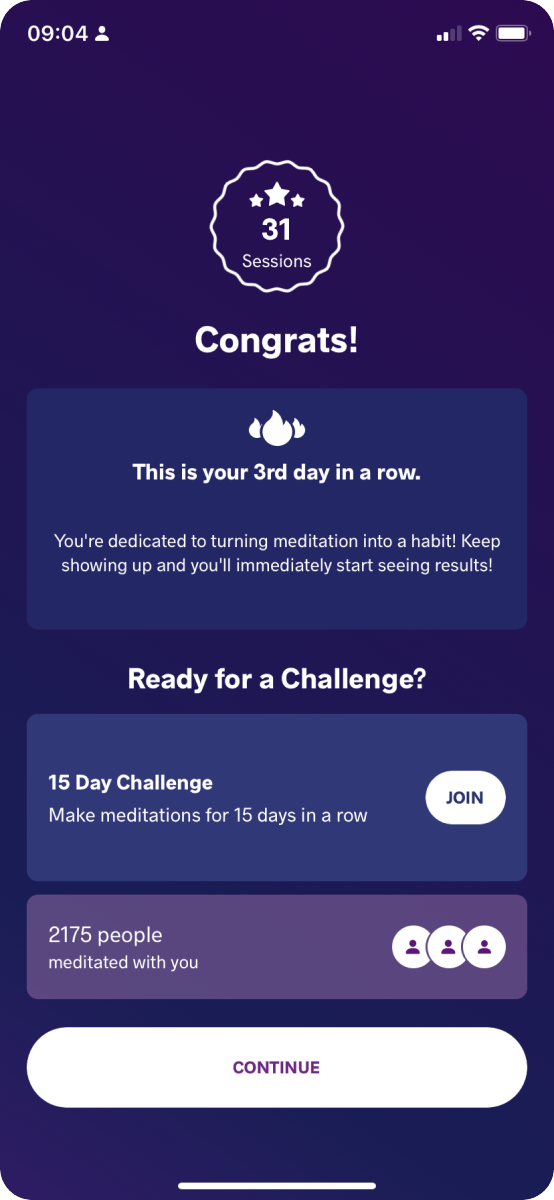 09:04
31
Sessions
Congrats!
This is your 3rd day in a row.
You're dedicated to turning meditation into a habit! Keep
showing up and you'll immediately start seeing results!
Ready for a Challenge?
15 Day Challenge
Make meditations for 15 days in a row
JOIN
2175 people
meditated with you
CONTINUE